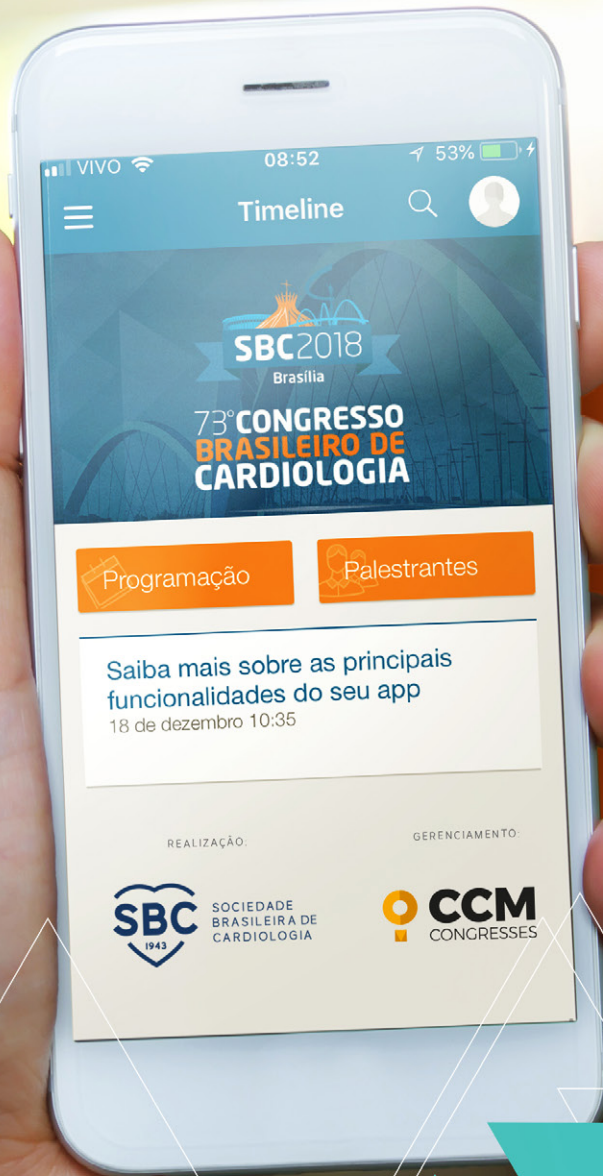 VIVO 08:52 53%
Timeline
SBC2018
Brasília
73º CONGRESSO
BRASILEIRO DE
CARDIOLOGIA
Programação Palestrantes
Saiba mais sobre as principais
funcionalidades do seu app
18 de dezembro 10:35
REALIZAÇÃO: GERENCIAMENTO:
SBC
1943
SOCIEDADE
BRASILEIRA DE
CARDIOLOGIA
CCM
CONGRESSES